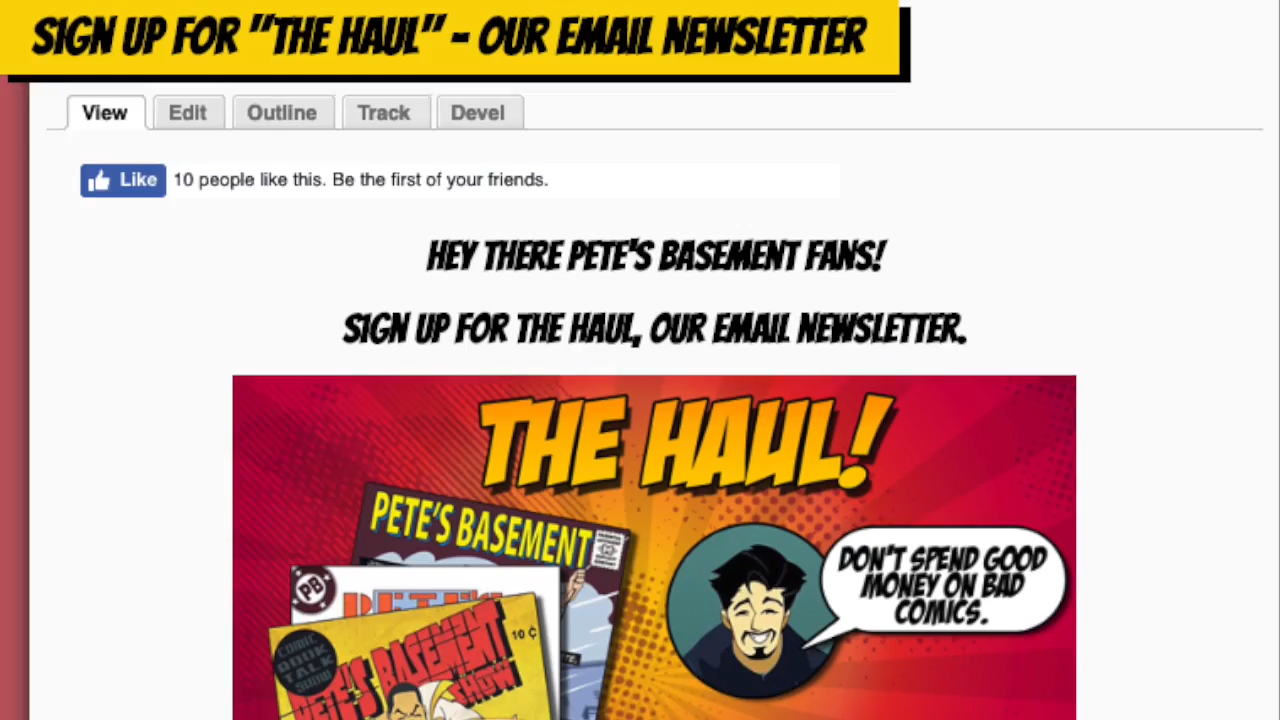 SIGN UP FOR "THE HAUL" - OUR EMAIL NEWSLETTER
View Edit Outline Track Devel
Like 10 people like this. Be the first of your friends.
HEY THERE PETE'S BASEMENT FANS!
SIGN UP FOR THE HAUL, OUR EMAIL NEWSLETTER.
THE HAUL!
PETE'S BASEMENT
DON'T SPEND GOOD
MONEY ON BAD
COMICS.
PB
PETE'S
10 ¢
COMIC
BOOK
TALK
SHOW
PETE'S BASEMENT
SHOW